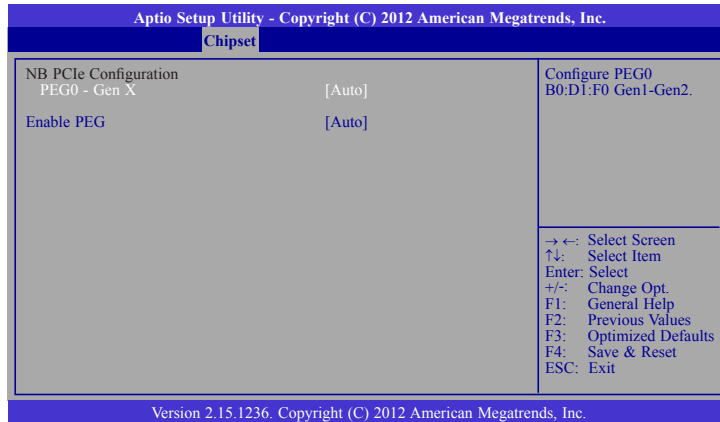 Aptio Setup Utility - Copyright (C) 2012 American Megatrends, Inc.
Chipset
NB PCIe Configuration
PEG0 - Gen X [Auto]
Enable PEG [Auto]
Configure PEG0
B0:D1:F0 Gen1-Gen2.
→ ←: Select Screen
↑↓: Select Item
Enter: Select
+/-: Change Opt.
F1: General Help
F2: Previous Values
F3: Optimized Defaults
F4: Save & Reset
ESC: Exit
Version 2.15.1236. Copyright (C) 2012 American Megatrends, Inc.